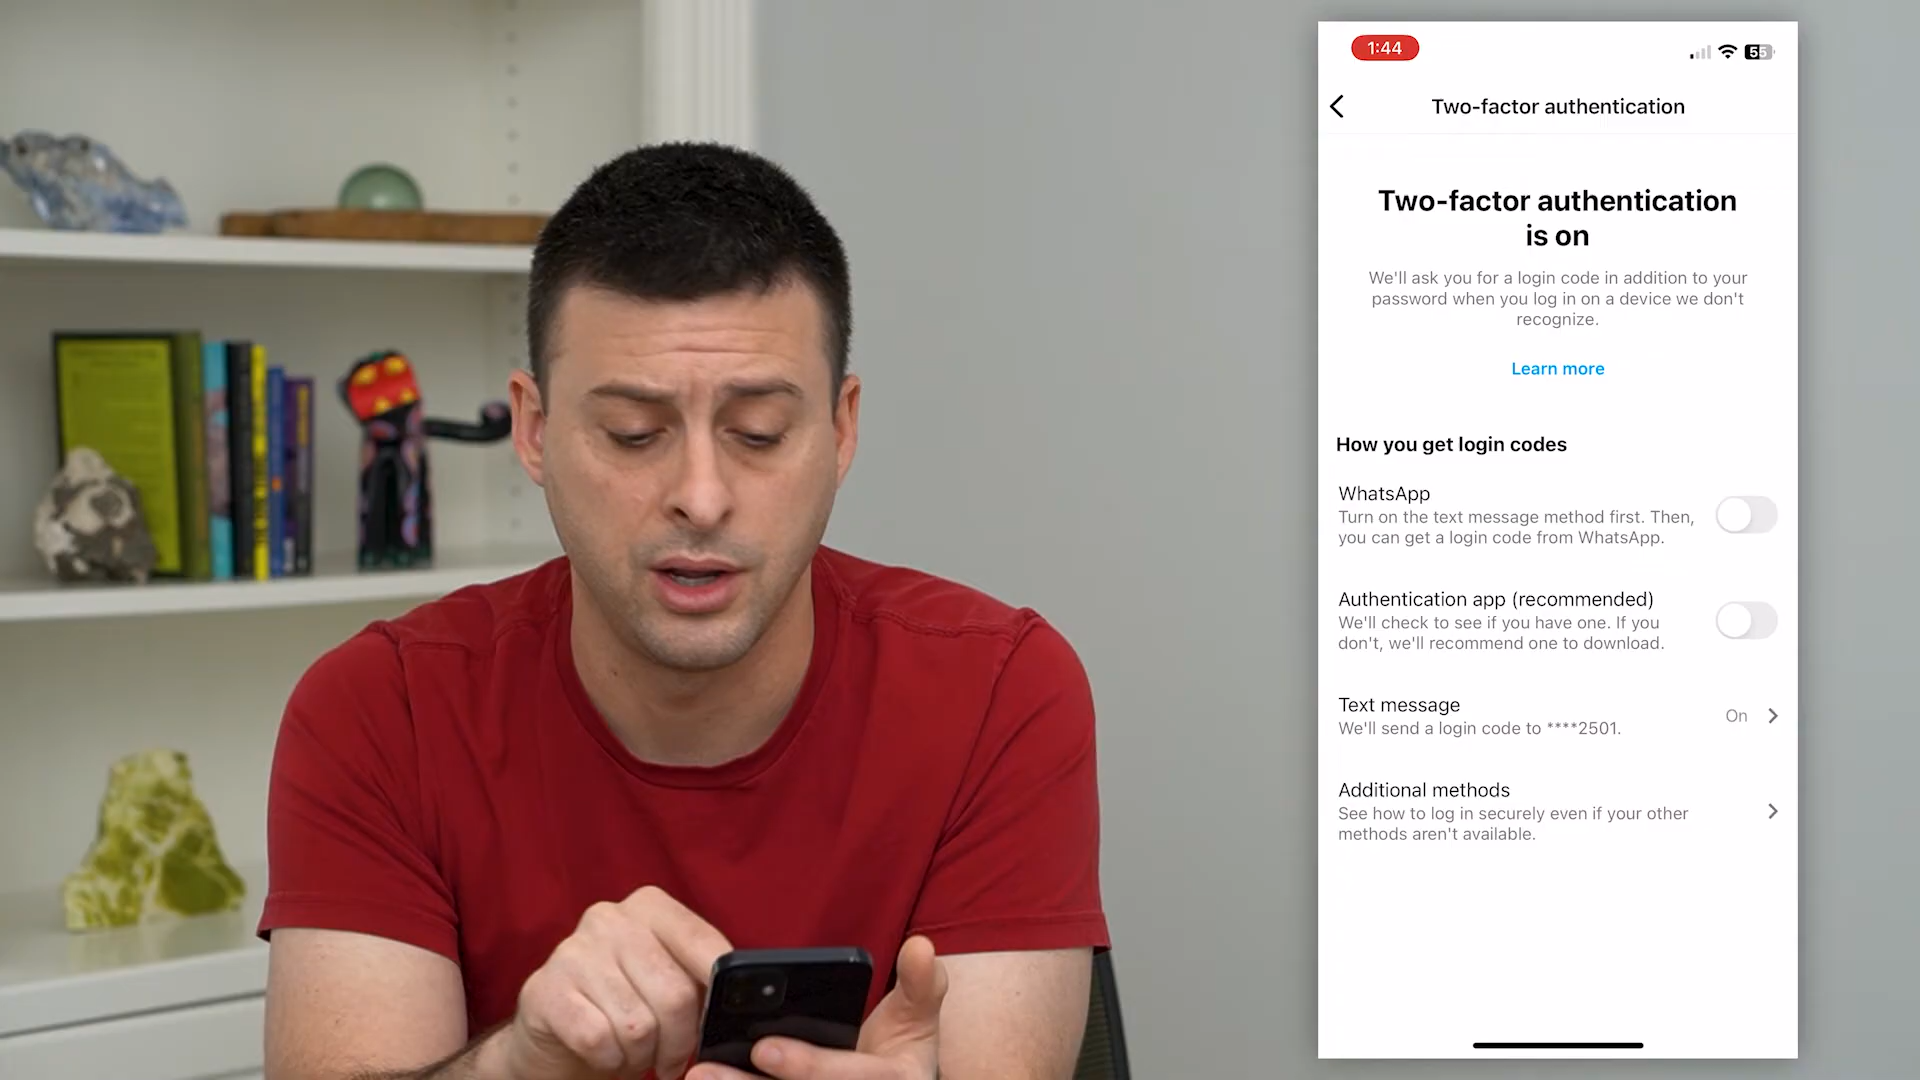 1:44
55
Two-factor authentication
Two-factor authentication
is on
We'll ask you for a login code in addition to your
password when you log in on a device we don't
recognize.
Learn more
How you get login codes
WhatsApp
Turn on the text message method first. Then,
you can get a login code from WhatsApp.
Authentication app (recommended)
We'll check to see if you have one. If you
don't, we'll recommend one to download.
Text message
We'll send a login code to ****2501.
On
Additional methods
See how to log in securely even if your other
methods aren't available.